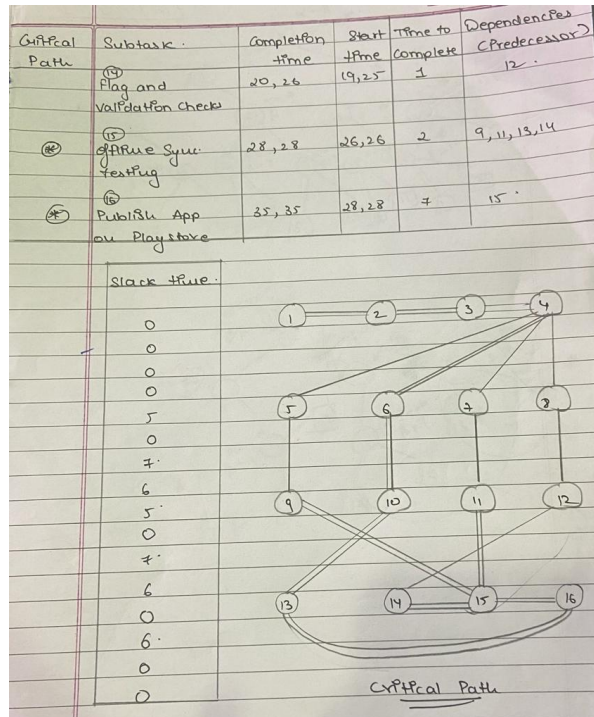 Critical Subtask. Completion Start Time to Dependencies
Path time time Complete (Predecessor)
(14) 20, 26 19, 25 1 12.
Flag and
Validation Checks
(15)
(*) Offline Sync. 28, 28 26, 26 2 9, 11, 13, 14
Testing
(16)
(*) Publish App 35, 35 28, 28 7 15.
on Playstore
Slack time.
0
0
0
0
5
0
7.
6
5.
0
7.
6
0
6.
0
0
1 2 3 4
5 6 7 8
9 10 11 12
13 14 15 16
Critical Path